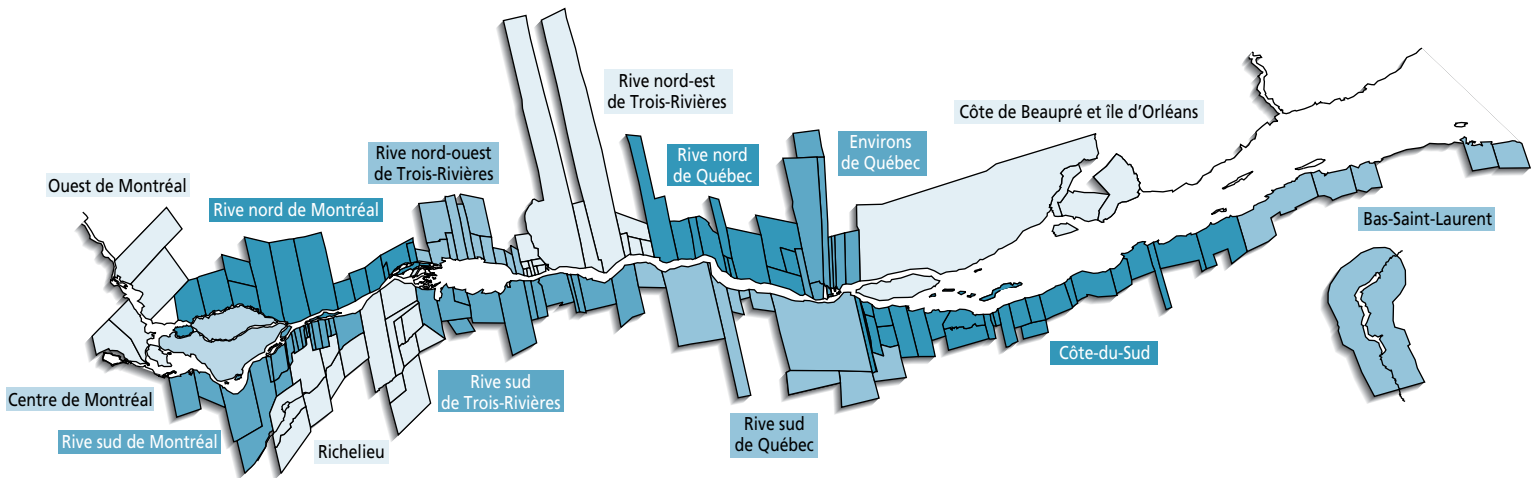 Rive nord-est
de Trois-Rivières
Côte de Beaupré et île d'Orléans
Rive nord-ouest
de Trois-Rivières
Rive nord
de Québec
Environs
de Québec
Ouest de Montréal
Rive nord de Montréal
Bas-Saint-Laurent
Côte-du-Sud
Centre de Montréal
Rive sud
de Trois-Rivières
Rive sud de Montréal
Richelieu
Rive sud
de Québec